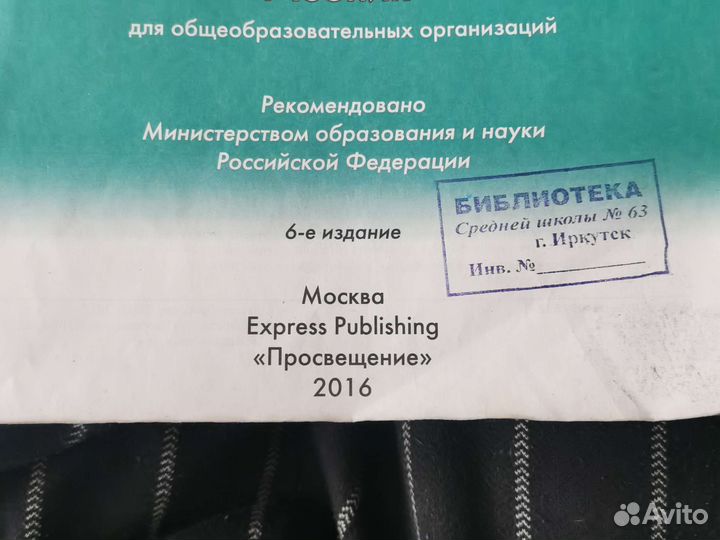 для общеобразовательных организаций
Рекомендовано
Министерством образования и науки
Российской Федерации
БИБЛИОТЕКА
Средней школы № 63
г. Иркутск
Инв. №
6-е издание
Москва
Express Publishing
«Просвещение»
2016
Avito